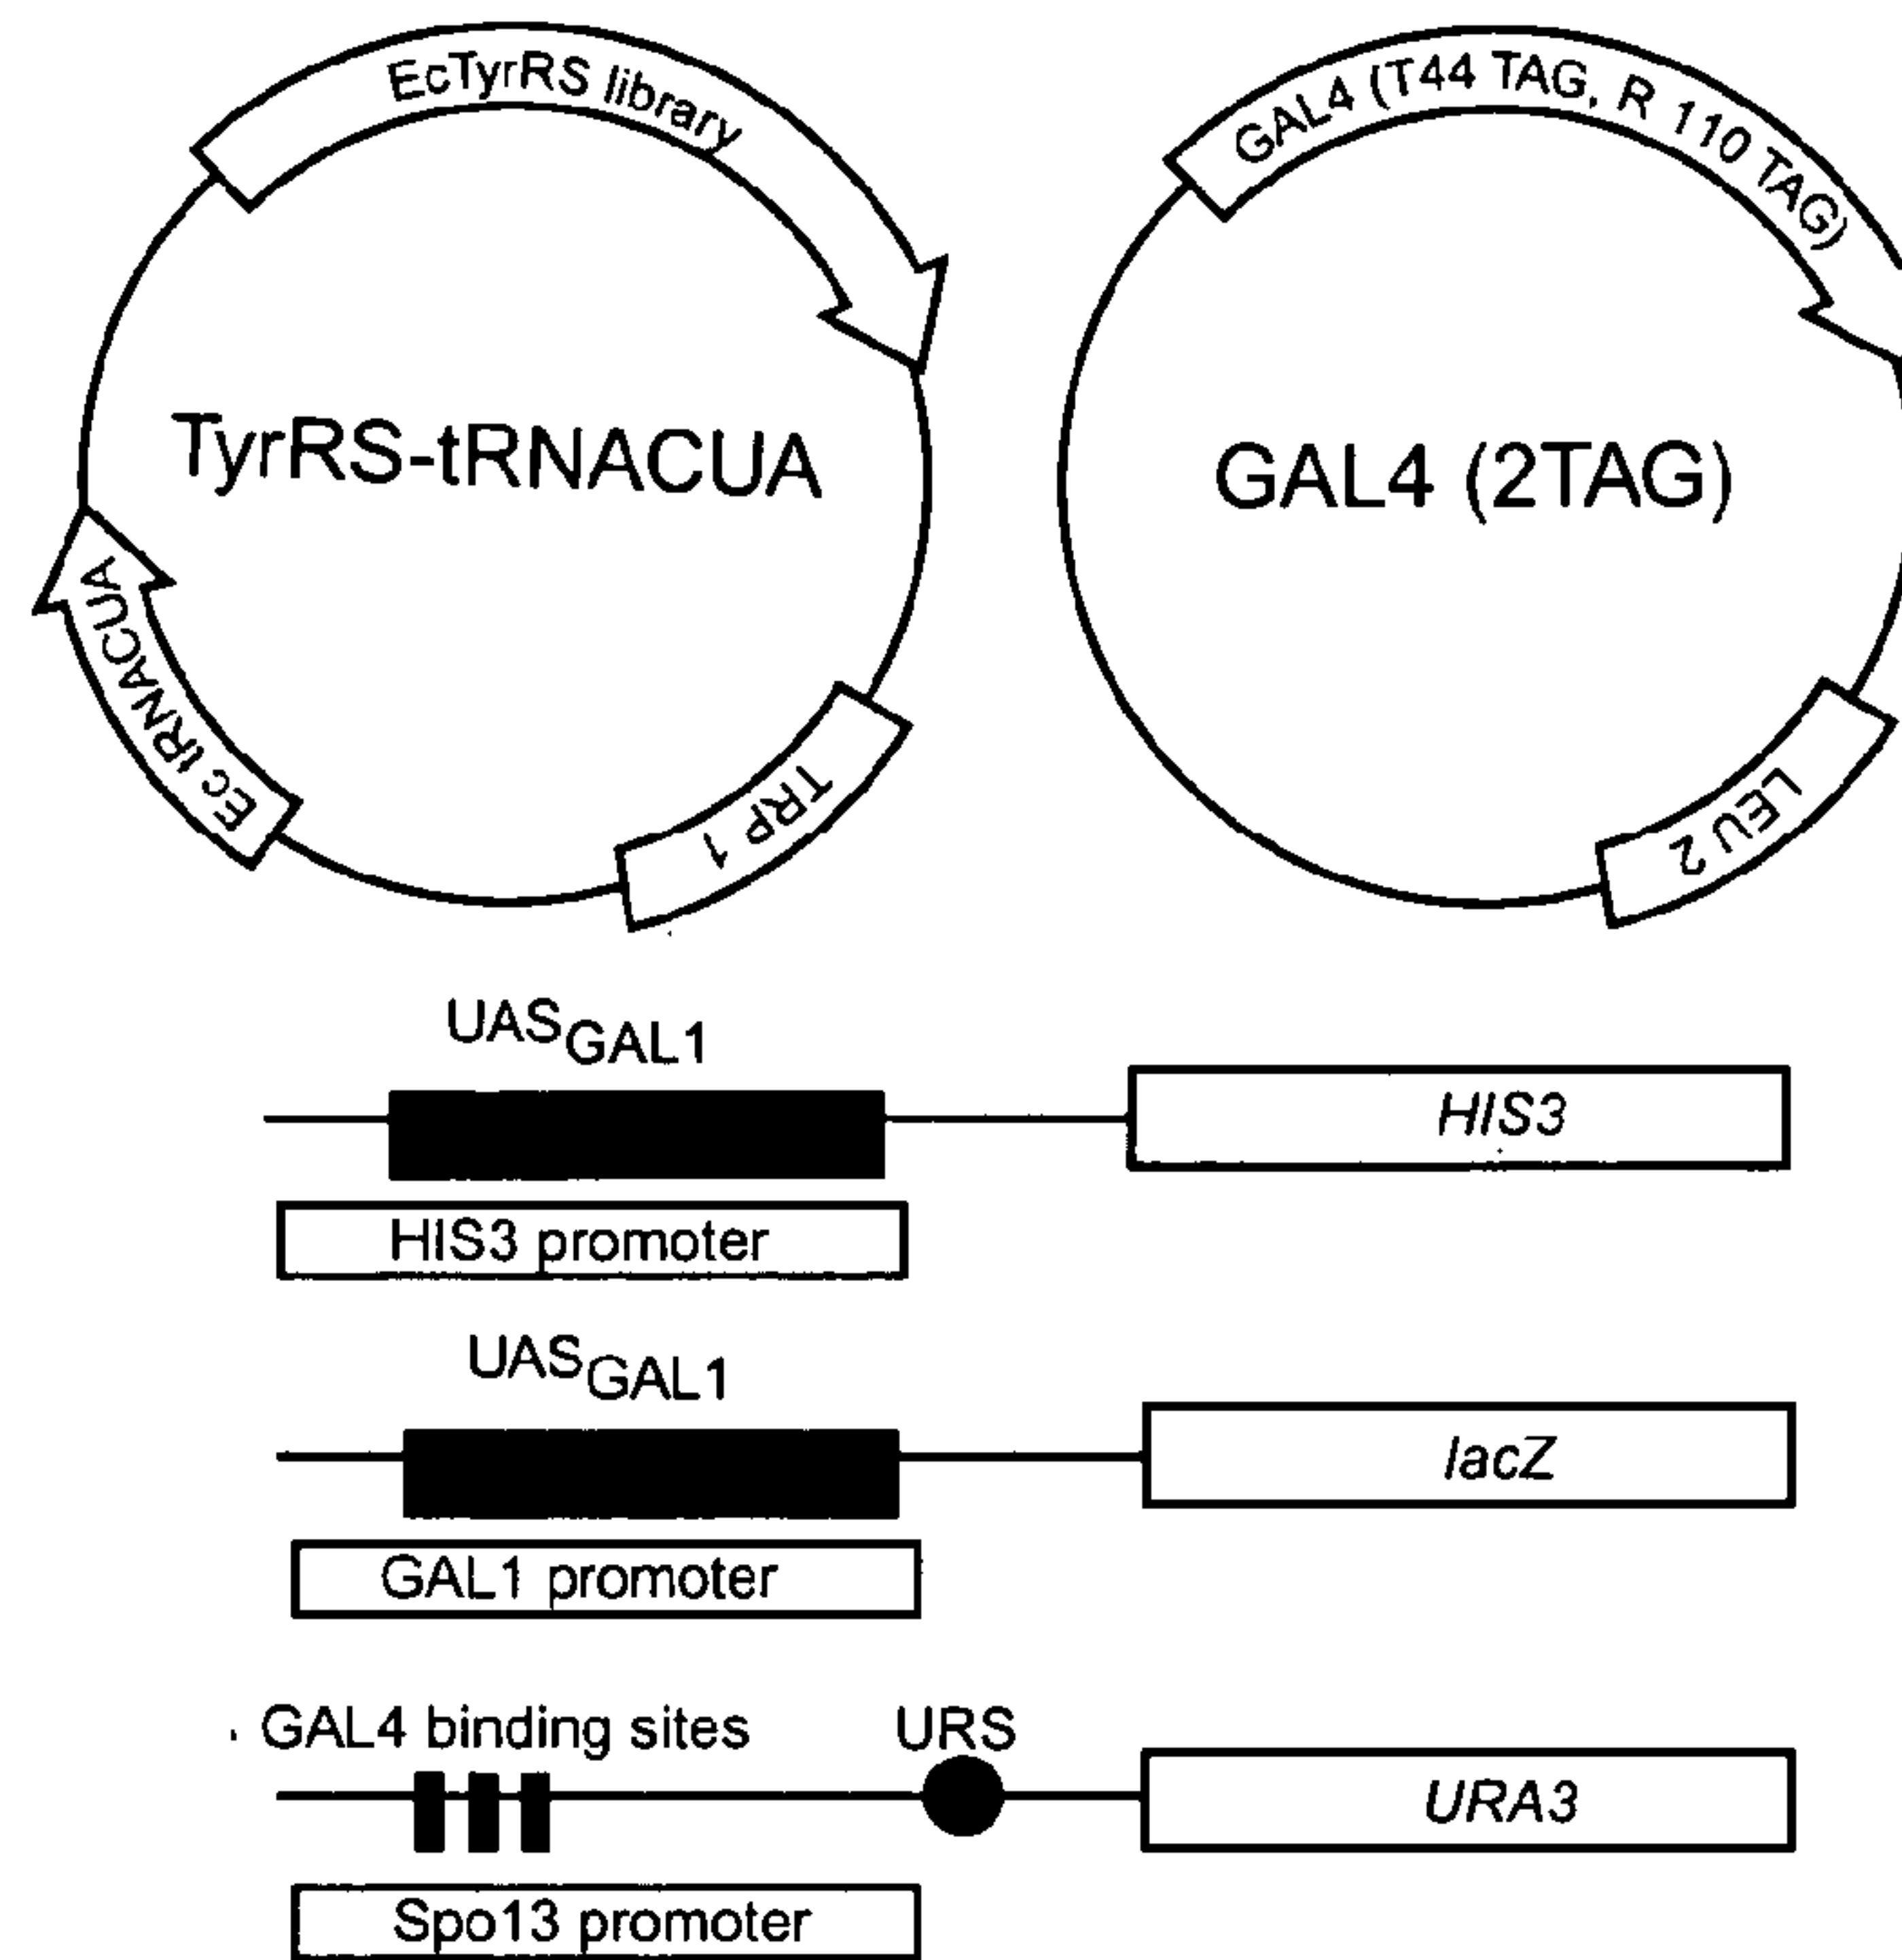 EcTyrRS library
TyrRS-tRNACUA
Ec tRNACUA
TRP 1
GAL4 (T44 TAG, R 110 TAG)
GAL4 (2TAG)
LEU 2
UASGAL1
HIS3
HIS3 promoter
UASGAL1
lacZ
GAL1 promoter
GAL4 binding sites
URS
URA3
Spo13 promoter